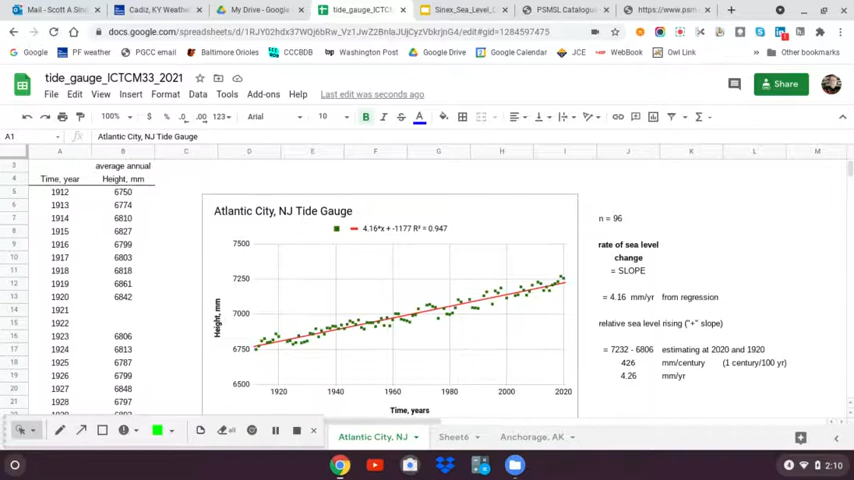 Mail - Scott A Sin
Cadiz, KY Weathe
My Drive - Google
tide_gauge_ICTCM
Sinex_Sea_Level_C
PSMSL Catalogue
https://www.psm
docs.google.com/spreadsheets/d/1RJY02hdx37WQj6bRw_Vz1JwZ2BnlaJUjCyzVbkrjnG4/edit#gid=1284597475
Google
PF weather
PGCC email
Baltimore Orioles
CCCBDB
Washington Post
Google Drive
Google Calendar
JCE
WebBook
Owl Link
Other bookmarks
tide_gauge_ICTCM33_2021
File Edit View Insert Format Data Tools Add-ons Help Last edit was seconds ago
Share
100% $ % .0 .00 123 Arial 10 B I S A
A1 fx Atlantic City, NJ Tide Gauge
A B C D E F G H I J K L M
3 average annual
4 Time, year Height, mm
5 1912 6750
6 1913 6774
7 1914 6810
8 1915 6827
9 1916 6799
10 1917 6803
11 1918 6818
12 1919 6861
13 1920 6842
14 1921
15 1922
16 1923 6806
17 1924 6813
18 1925 6787
19 1926 6799
20 1927 6848
21 1928 6797
Atlantic City, NJ Tide Gauge
4.16*x + -1177 R² = 0.947
Height, mm
7500
7250
7000
6750
6500
1920 1940 1960 1980 2000 2020
Time, years
n = 96
rate of sea level
change
= SLOPE
= 4.16 mm/yr from regression
relative sea level rising ("+" slope)
= 7232 - 6806 estimating at 2020 and 1920
426 mm/century (1 century/100 yr)
4.26 mm/yr
Atlantic City, NJ
Sheet6
Anchorage, AK
4
2:10